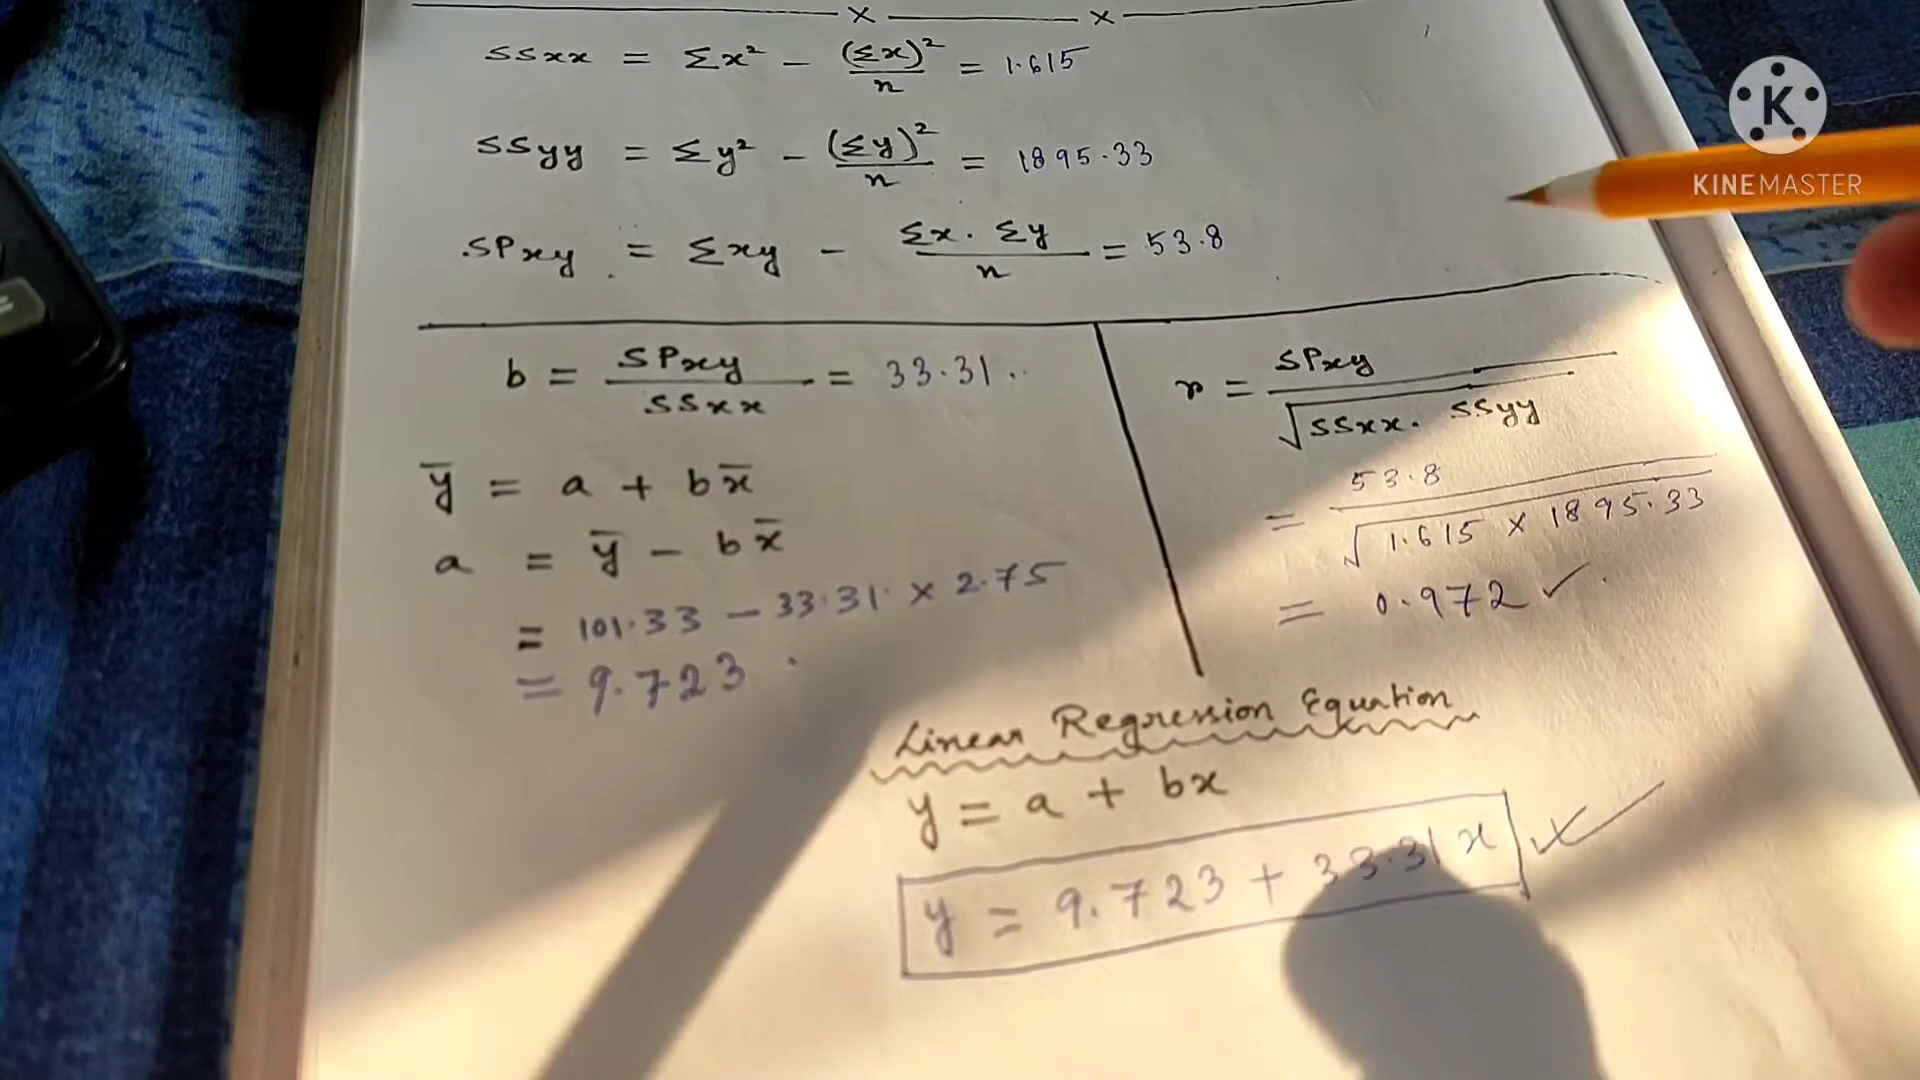 SSxx = Σx² - (Σx)²/n = 1.615
SSyy = Σy² - (Σy)²/n = 1895.33
SPxy = Σxy - Σx. Σy/n = 53.8
b = SPxy/SSxx = 33.31..
ȳ = a + bx̄
a = ȳ - bx̄
= 101.33 - 33.31 × 2.75
= 9.723
r = SPxy/√SSxx. SSyy
= 53.8/√1.615 × 1895.33
= 0.972 ✓
Linear Regression Equation
y = a + bx
y = 9.723 + 33.31x
K
KINEMASTER